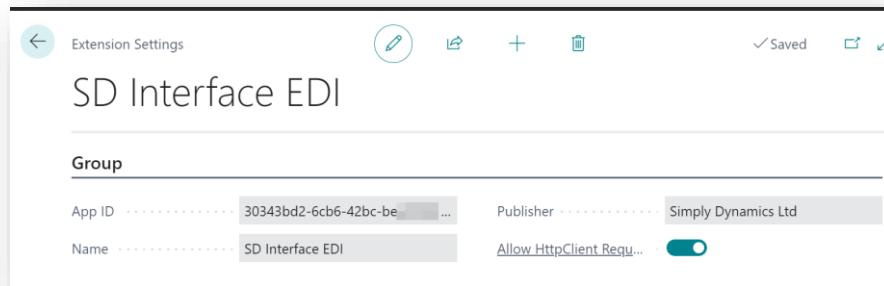 Extension Settings
Saved
SD Interface EDI
Group
App ID 30343bd2-6cb6-42bc-be ... Publisher Simply Dynamics Ltd
Name SD Interface EDI Allow HttpClient Requ...